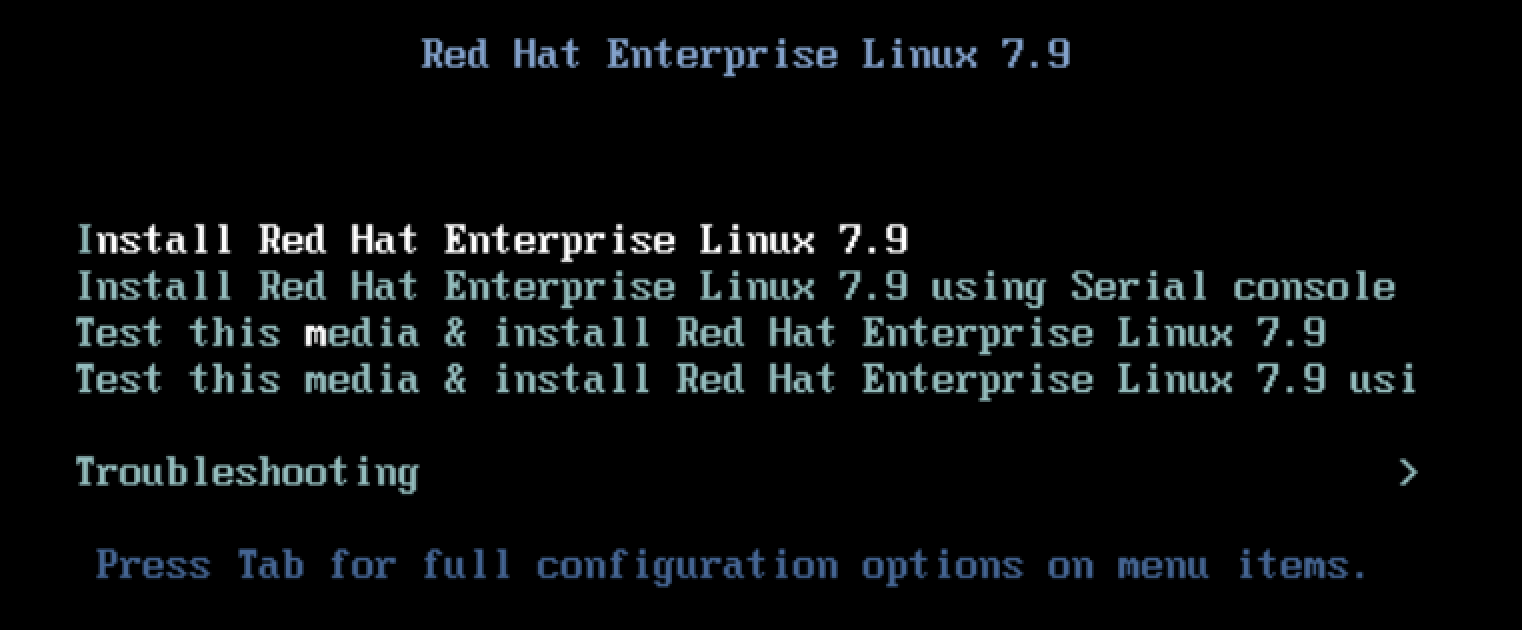 Red Hat Enterprise Linux 7.9
Install Red Hat Enterprise Linux 7.9
Install Red Hat Enterprise Linux 7.9 using Serial console
Test this media & install Red Hat Enterprise Linux 7.9
Test this media & install Red Hat Enterprise Linux 7.9 usi
Troubleshooting >
Press Tab for full configuration options on menu items.